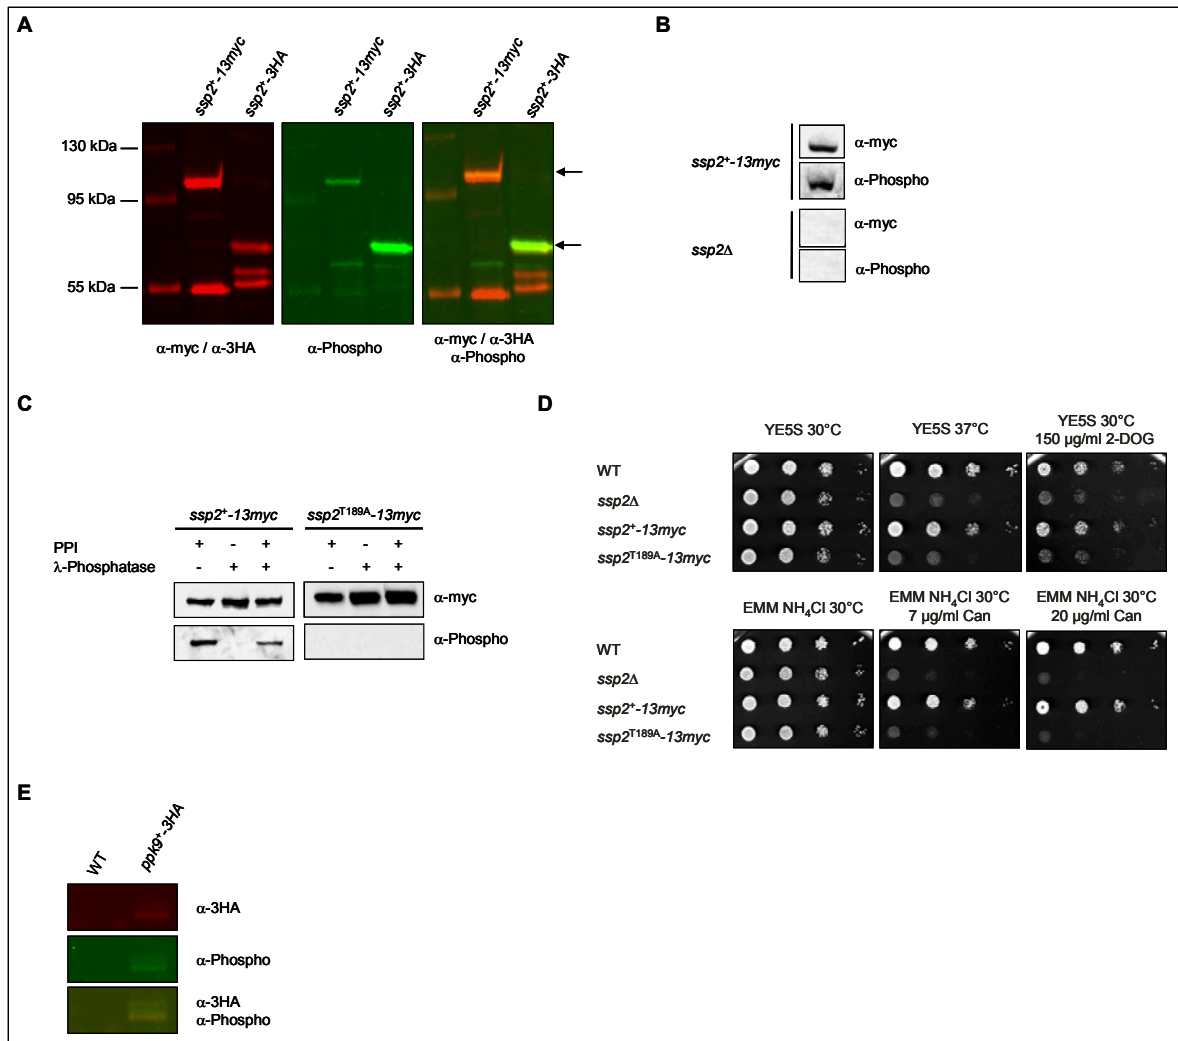 A
ssp2⁺-13myc
ssp2⁺-3HA
ssp2⁺-13myc
ssp2⁺-3HA
ssp2⁺-13myc
ssp2⁺-3HA
130 kDa
95 kDa
55 kDa
α-myc / α-3HA
α-Phospho
α-myc / α-3HA
α-Phospho
B
ssp2⁺-13myc
α-myc
α-Phospho
ssp2Δ
α-myc
α-Phospho
C
ssp2⁺-13myc ssp2ᵀ¹⁸⁹ᴬ-13myc
PPI + - + + - +
λ-Phosphatase - + + - + +
α-myc
α-Phospho
D
YE5S 30°C
YE5S 37°C
YE5S 30°C
150 µg/ml 2-DOG
WT
ssp2Δ
ssp2⁺-13myc
ssp2ᵀ¹⁸⁹ᴬ-13myc
EMM NH₄Cl 30°C
EMM NH₄Cl 30°C
7 µg/ml Can
EMM NH₄Cl 30°C
20 µg/ml Can
WT
ssp2Δ
ssp2⁺-13myc
ssp2ᵀ¹⁸⁹ᴬ-13myc
E
WT
ppk9⁺-3HA
α-3HA
α-Phospho
α-3HA
α-Phospho